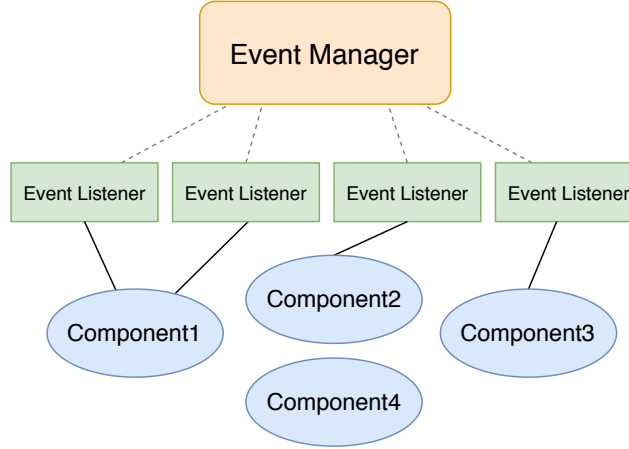 Event Manager
Event Listener
Event Listener
Event Listener
Event Listener
Component1
Component2
Component3
Component4